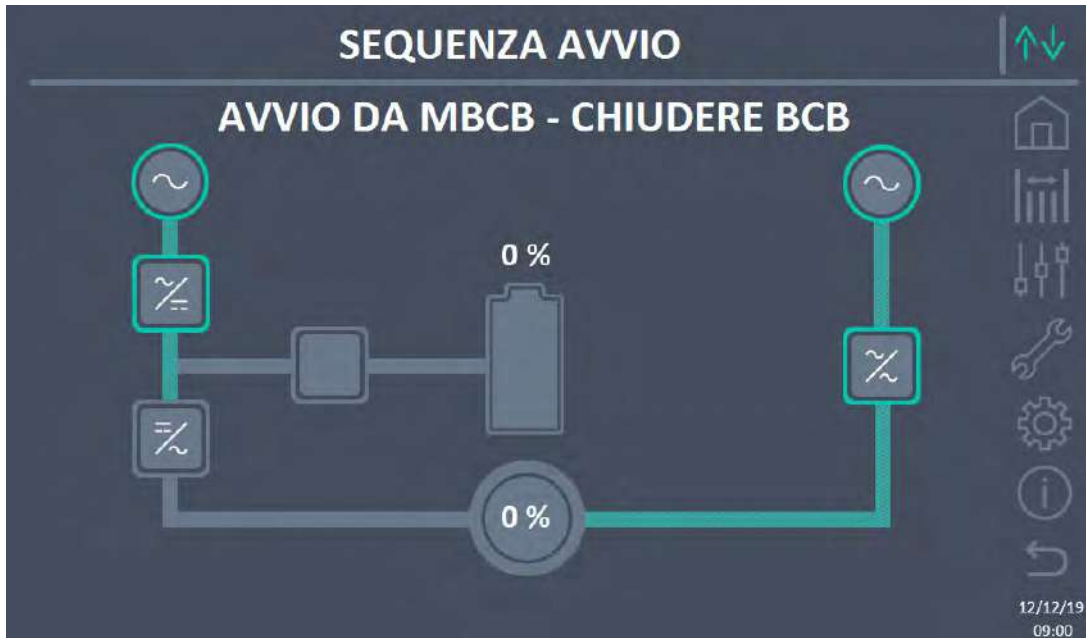 SEQUENZA AVVIO
AVVIO DA MBCB - CHIUDERE BCB
0 %
0 %
12/12/19
09:00